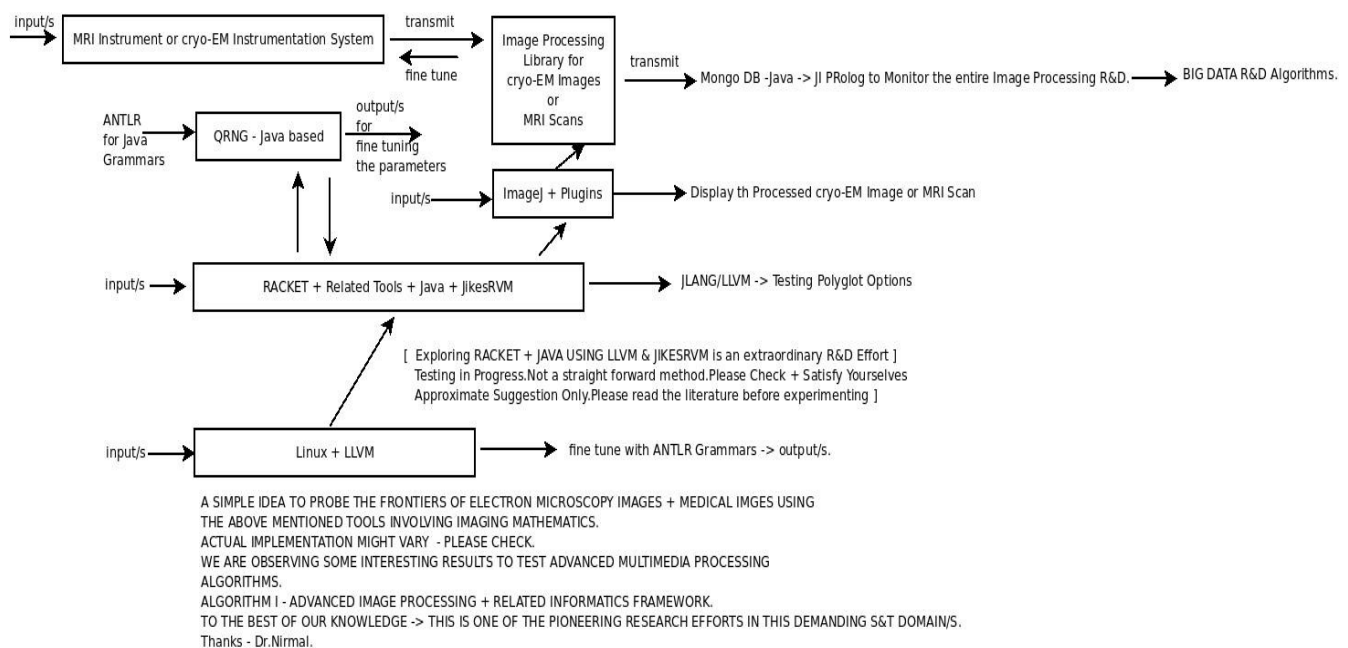 input/s
MRI Instrument or cryo-EM Instrumentation System
transmit
fine tune
Image Processing
Library for
cryo-EM Images
or
MRI Scans
transmit
Mongo DB -Java -> JI PRolog to Monitor the entire Image Processing R&D.
BIG DATA R&D Algorithms.
ANTLR
for Java
Grammars
QRNG - Java based
output/s
for
fine tuning
the parameters
input/s
ImageJ + Plugins
Display th Processed cryo-EM Image or MRI Scan
input/s
RACKET + Related Tools + Java + JikesRVM
JLANG/LLVM -> Testing Polyglot Options
[ Exploring RACKET + JAVA USING LLVM & JIKESRVM is an extraordinary R&D Effort ]
Testing in Progress.Not a straight forward method.Please Check + Satisfy Yourselves
Approximate Suggestion Only.Please read the literature before experimenting ]
input/s
Linux + LLVM
fine tune with ANTLR Grammars -> output/s.
A SIMPLE IDEA TO PROBE THE FRONTIERS OF ELECTRON MICROSCOPY IMAGES + MEDICAL IMGES USING
THE ABOVE MENTIONED TOOLS INVOLVING IMAGING MATHEMATICS.
ACTUAL IMPLEMENTATION MIGHT VARY - PLEASE CHECK.
WE ARE OBSERVING SOME INTERESTING RESULTS TO TEST ADVANCED MULTIMEDIA PROCESSING
ALGORITHMS.
ALGORITHM I - ADVANCED IMAGE PROCESSING + RELATED INFORMATICS FRAMEWORK.
TO THE BEST OF OUR KNOWLEDGE -> THIS IS ONE OF THE PIONEERING RESEARCH EFFORTS IN THIS DEMANDING S&T DOMAIN/S.
Thanks - Dr.Nirmal.